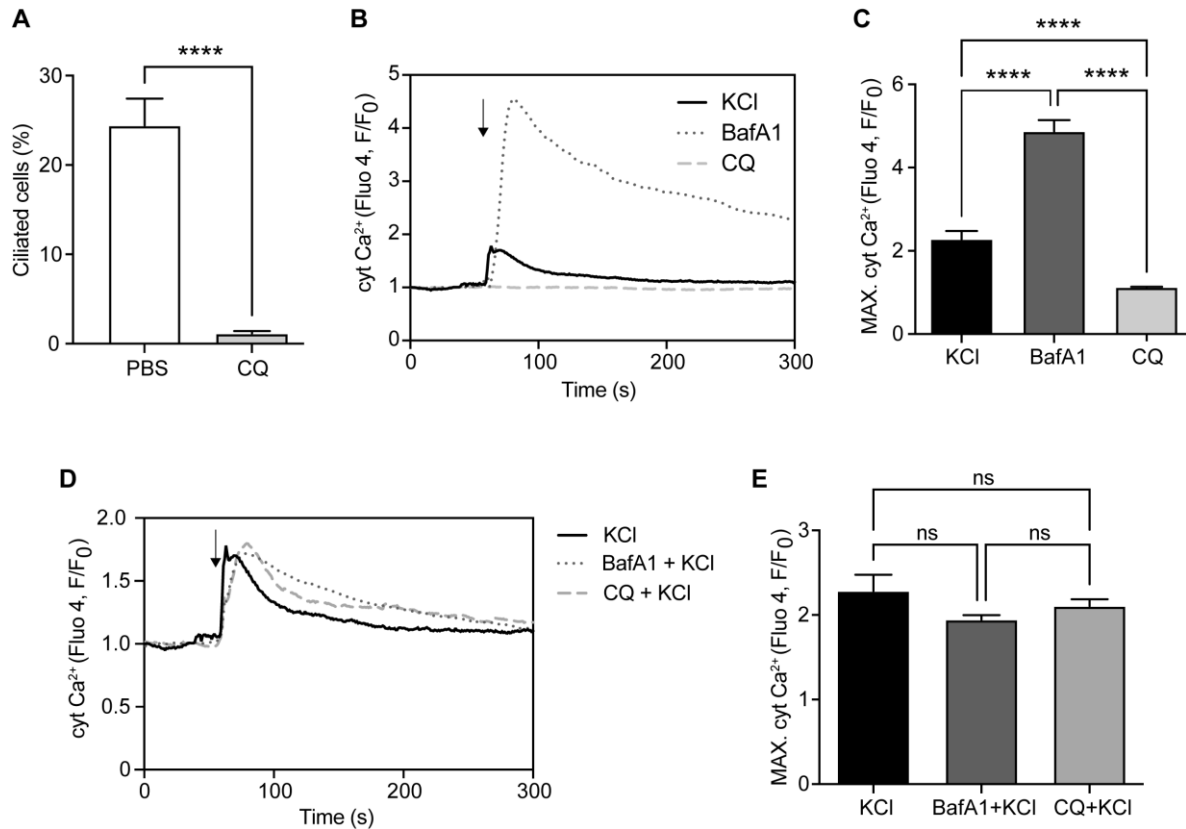 A
****
Ciliated cells (%)
30
20
10
0
PBS
CQ
B
cyt Ca²⁺ (Fluo 4, F/F₀)
5
4
3
2
1
0
KCl
BafA1
CQ
0
100
200
300
Time (s)
C
****
****
****
MAX. cyt Ca²⁺ (Fluo 4, F/F₀)
6
4
2
0
KCl
BafA1
CQ
D
cyt Ca²⁺ (Fluo 4, F/F₀)
2.0
1.5
1.0
0.5
0
KCl
BafA1 + KCl
CQ + KCl
0
100
200
300
Time (s)
E
ns
ns
ns
MAX. cyt Ca²⁺ (Fluo 4, F/F₀)
3
2
1
0
KCl
BafA1+KCl
CQ+KCl